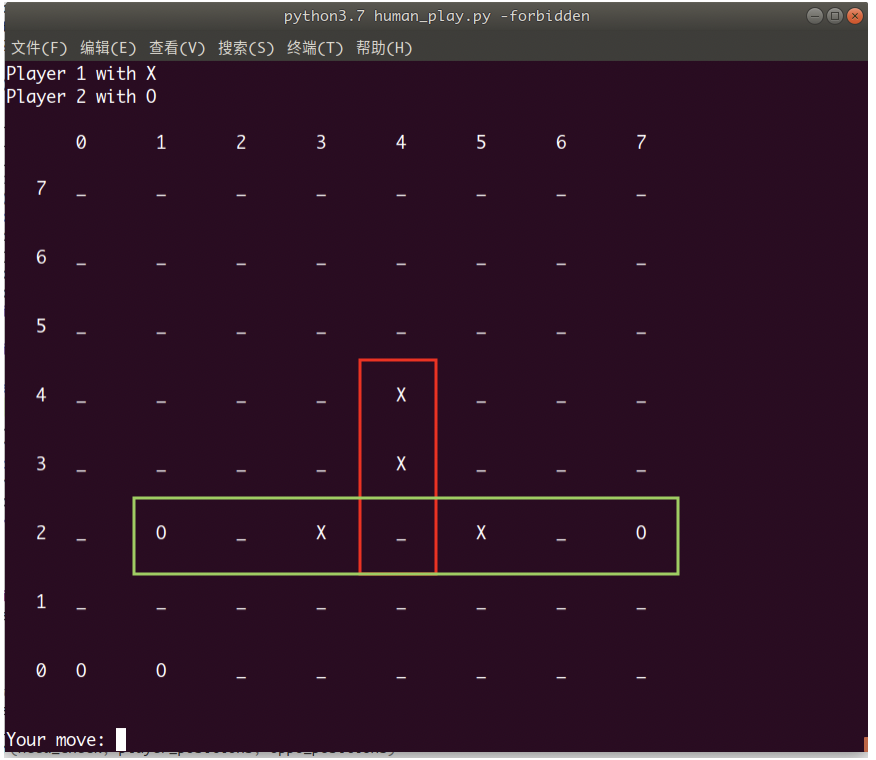 python3.7 human_play.py -forbidden
文件(F) 编辑(E) 查看(V) 搜索(S) 终端(T) 帮助(H)
Player 1 with X
Player 2 with O
0 1 2 3 4 5 6 7
7 _ _ _ _ _ _ _ _
6 _ _ _ _ _ _ _ _
5 _ _ _ _ _ _ _ _
4 _ _ _ _ X _ _ _
3 _ _ _ _ X _ _ _
2 _ O _ X _ X _ O
1 _ _ _ _ _ _ _ _
0 O O _ _ _ _ _ _
Your move: